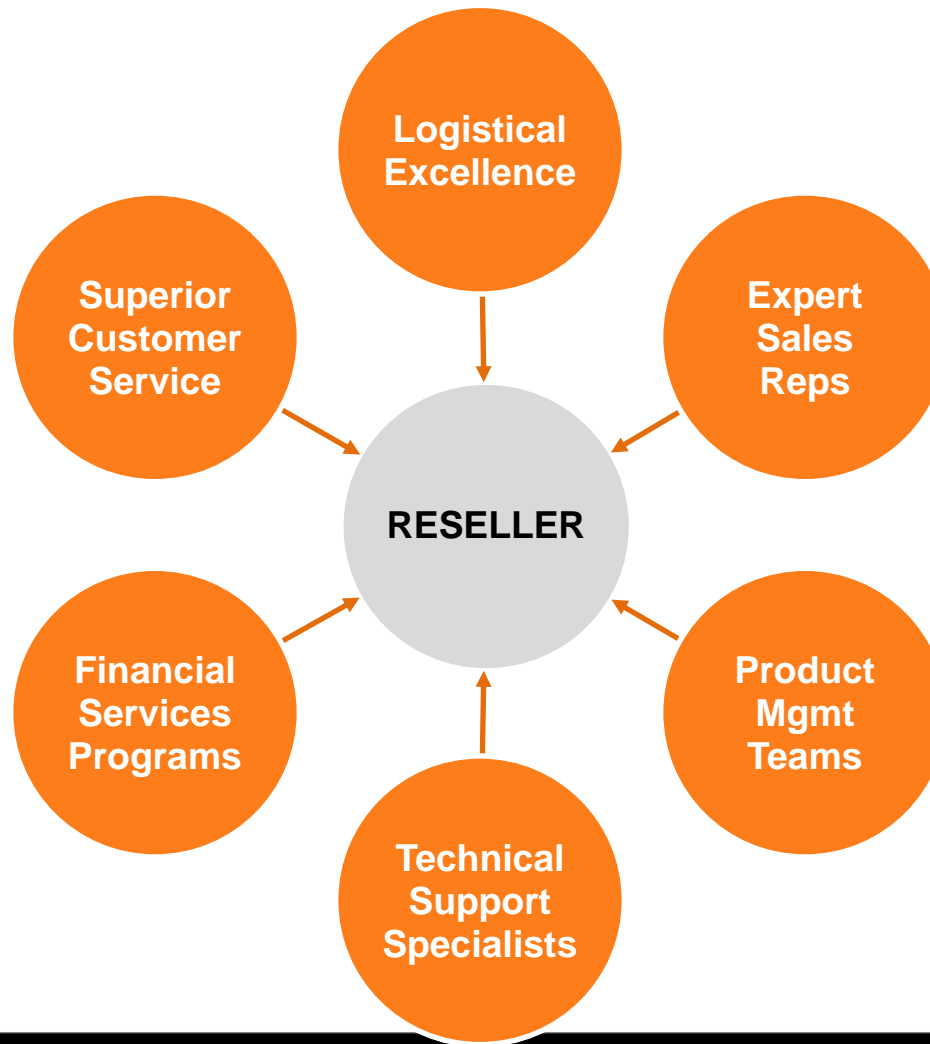 Logistical
Excellence
Superior
Customer
Service
Expert
Sales
Reps
RESELLER
Financial
Services
Programs
Product
Mgmt
Teams
Technical
Support
Specialists